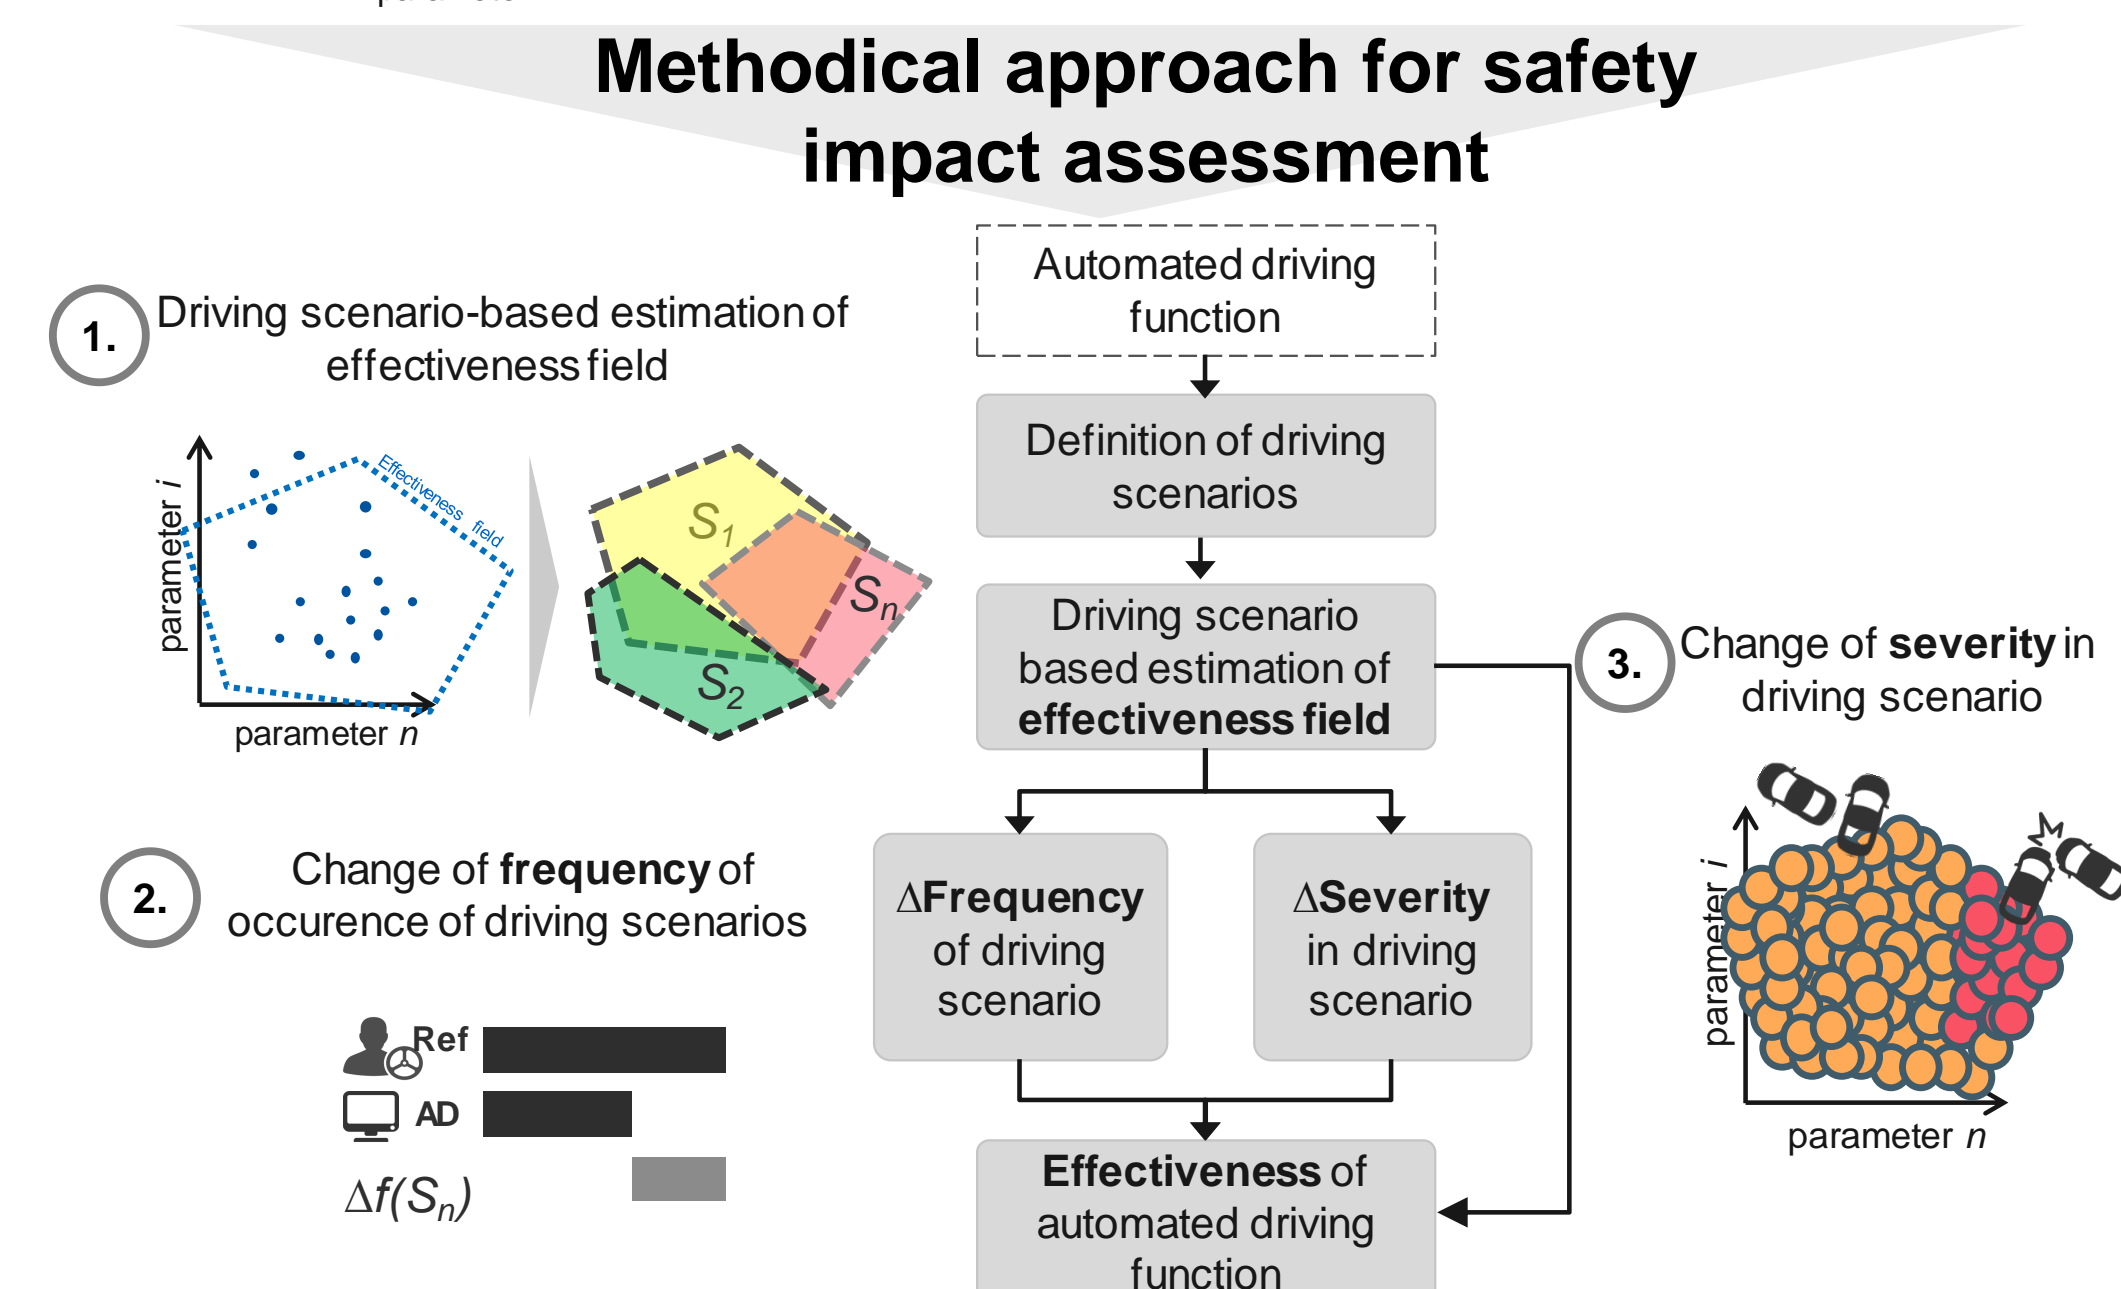 Methodical approach for safety
impact assessment
Automated driving
function
1.
Driving scenario-based estimation of
effectiveness field
Definition of driving
scenarios
parameter i
Effectiveness field
parameter n
S1
S2
Sn
Driving scenario
based estimation of
effectiveness field
3.
Change of severity in
driving scenario
2.
Change of frequency of
occurence of driving scenarios
ΔFrequency
of driving
scenario
ΔSeverity
in driving
scenario
Ref
AD
Δf(Sn)
parameter i
parameter n
Effectiveness of
automated driving
function